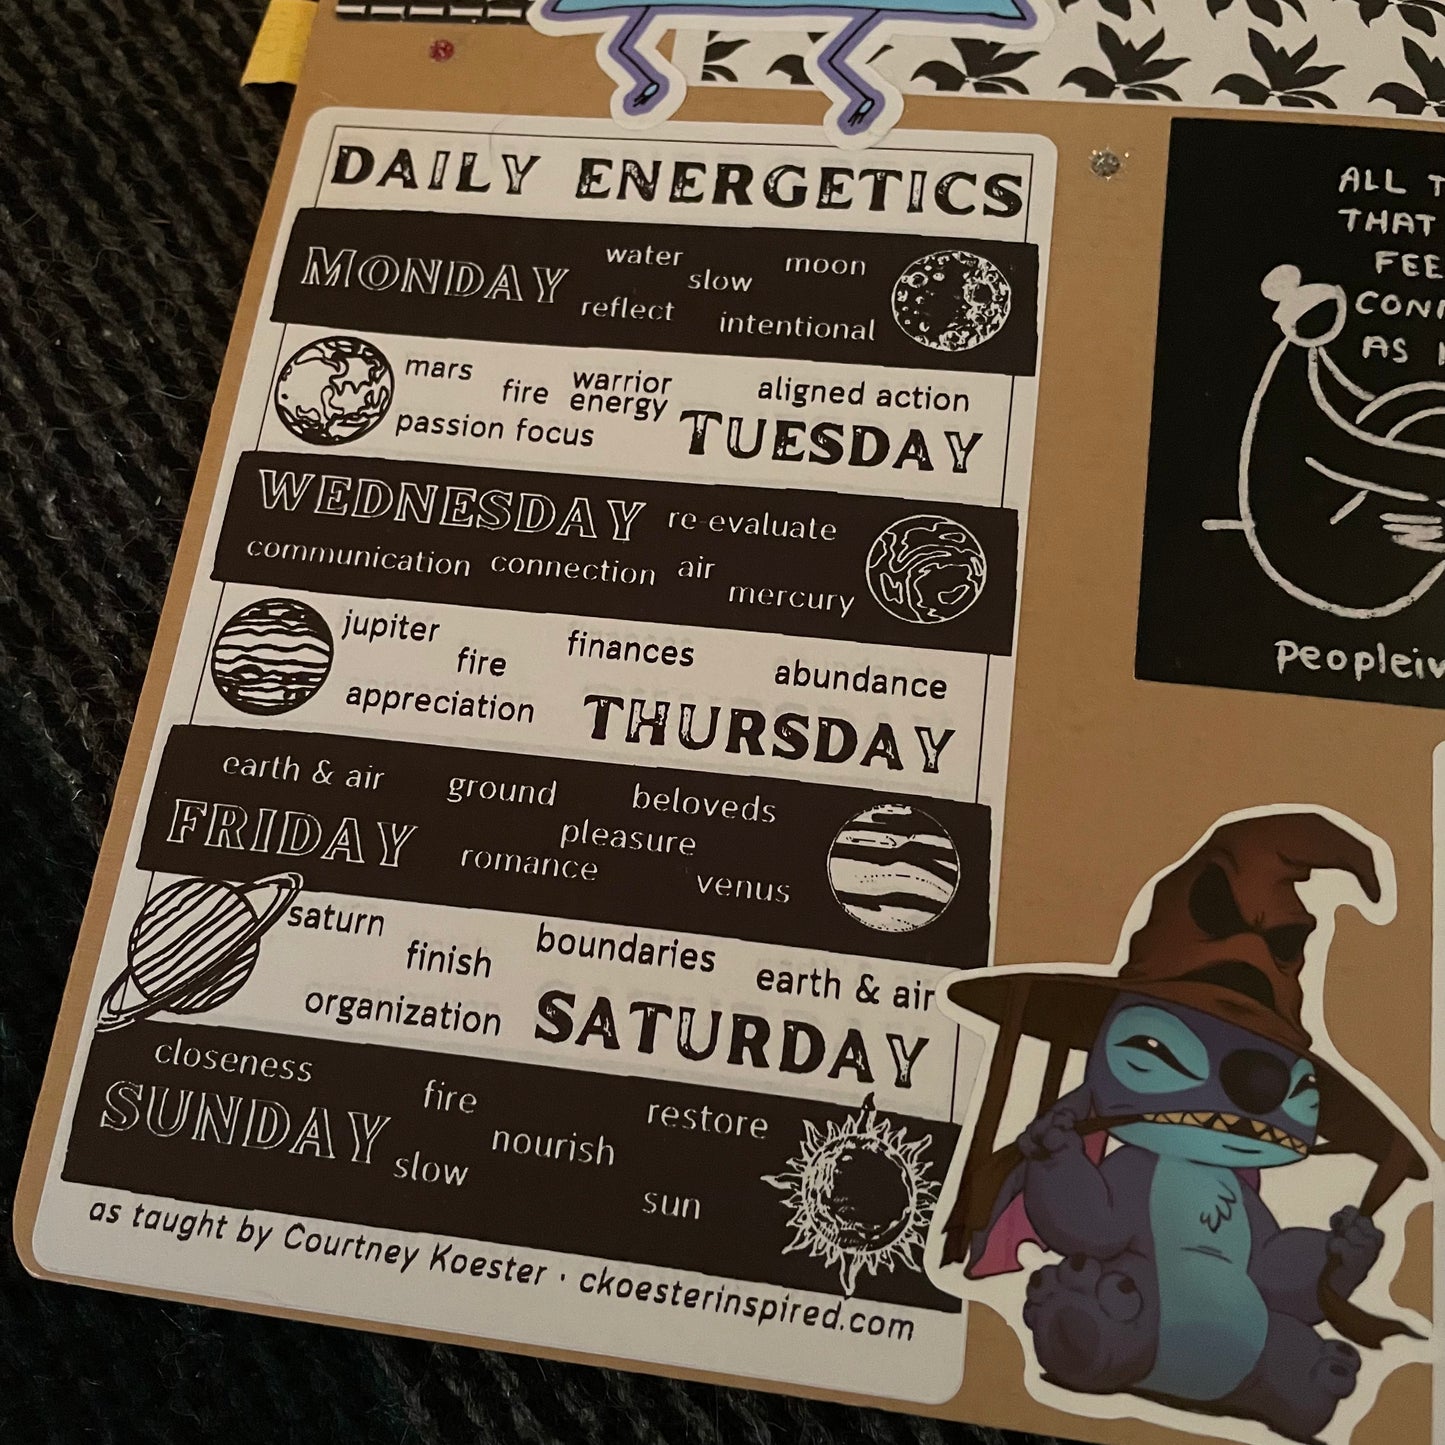 DAILY ENERGETICS
MONDAY
water
slow
moon
reflect
intentional
mars
fire
warrior
energy
aligned action
passion focus
TUESDAY
WEDNESDAY
re-evaluate
communication
connection
air
mercury
jupiter
fire
finances
abundance
appreciation
THURSDAY
earth & air
ground
beloveds
FRIDAY
pleasure
romance
venus
saturn
finish
boundaries
earth & air
organization
SATURDAY
closeness
fire
restore
SUNDAY
nourish
slow
sun
as taught by Courtney Koester · ckoesterinspired.com
ALL
THAT
AS